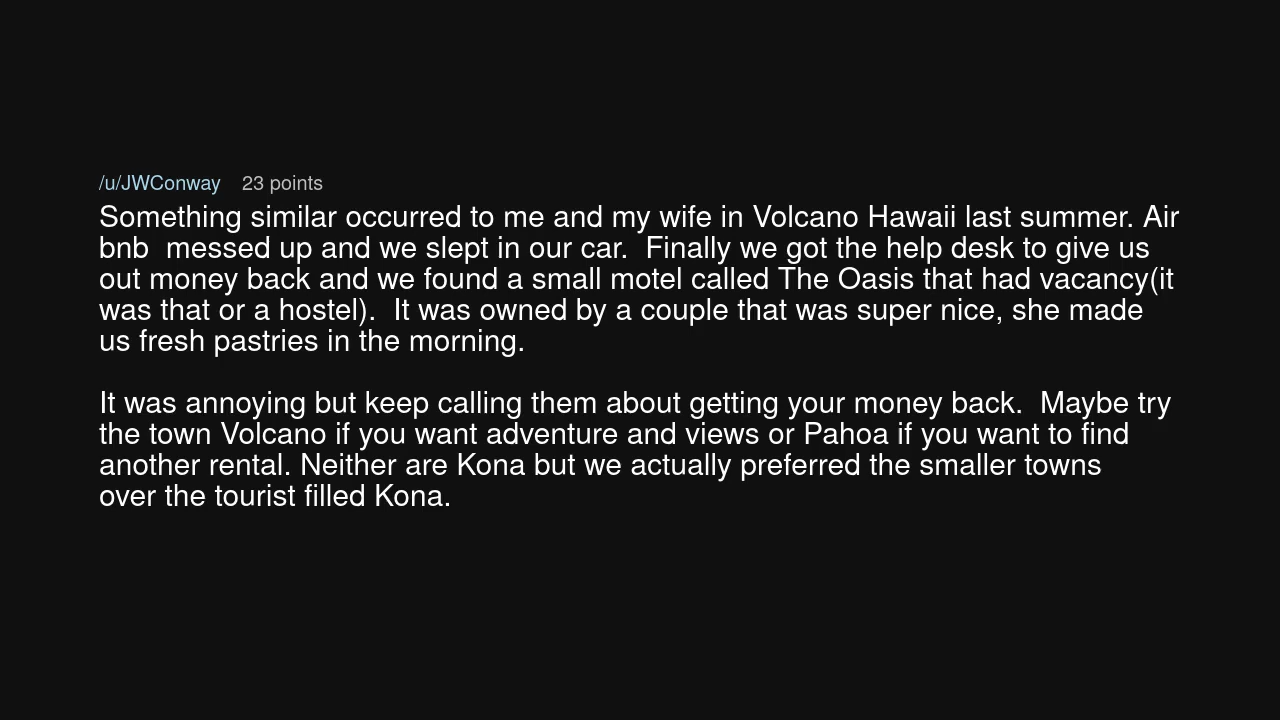 /u/JWConway 23 points
Something similar occurred to me and my wife in Volcano Hawaii last summer. Air
bnb  messed up and we slept in our car.  Finally we got the help desk to give us
out money back and we found a small motel called The Oasis that had vacancy(it
was that or a hostel).  It was owned by a couple that was super nice, she made
us fresh pastries in the morning.

It was annoying but keep calling them about getting your money back.  Maybe try
the town Volcano if you want adventure and views or Pahoa if you want to find
another rental. Neither are Kona but we actually preferred the smaller towns
over the tourist filled Kona.